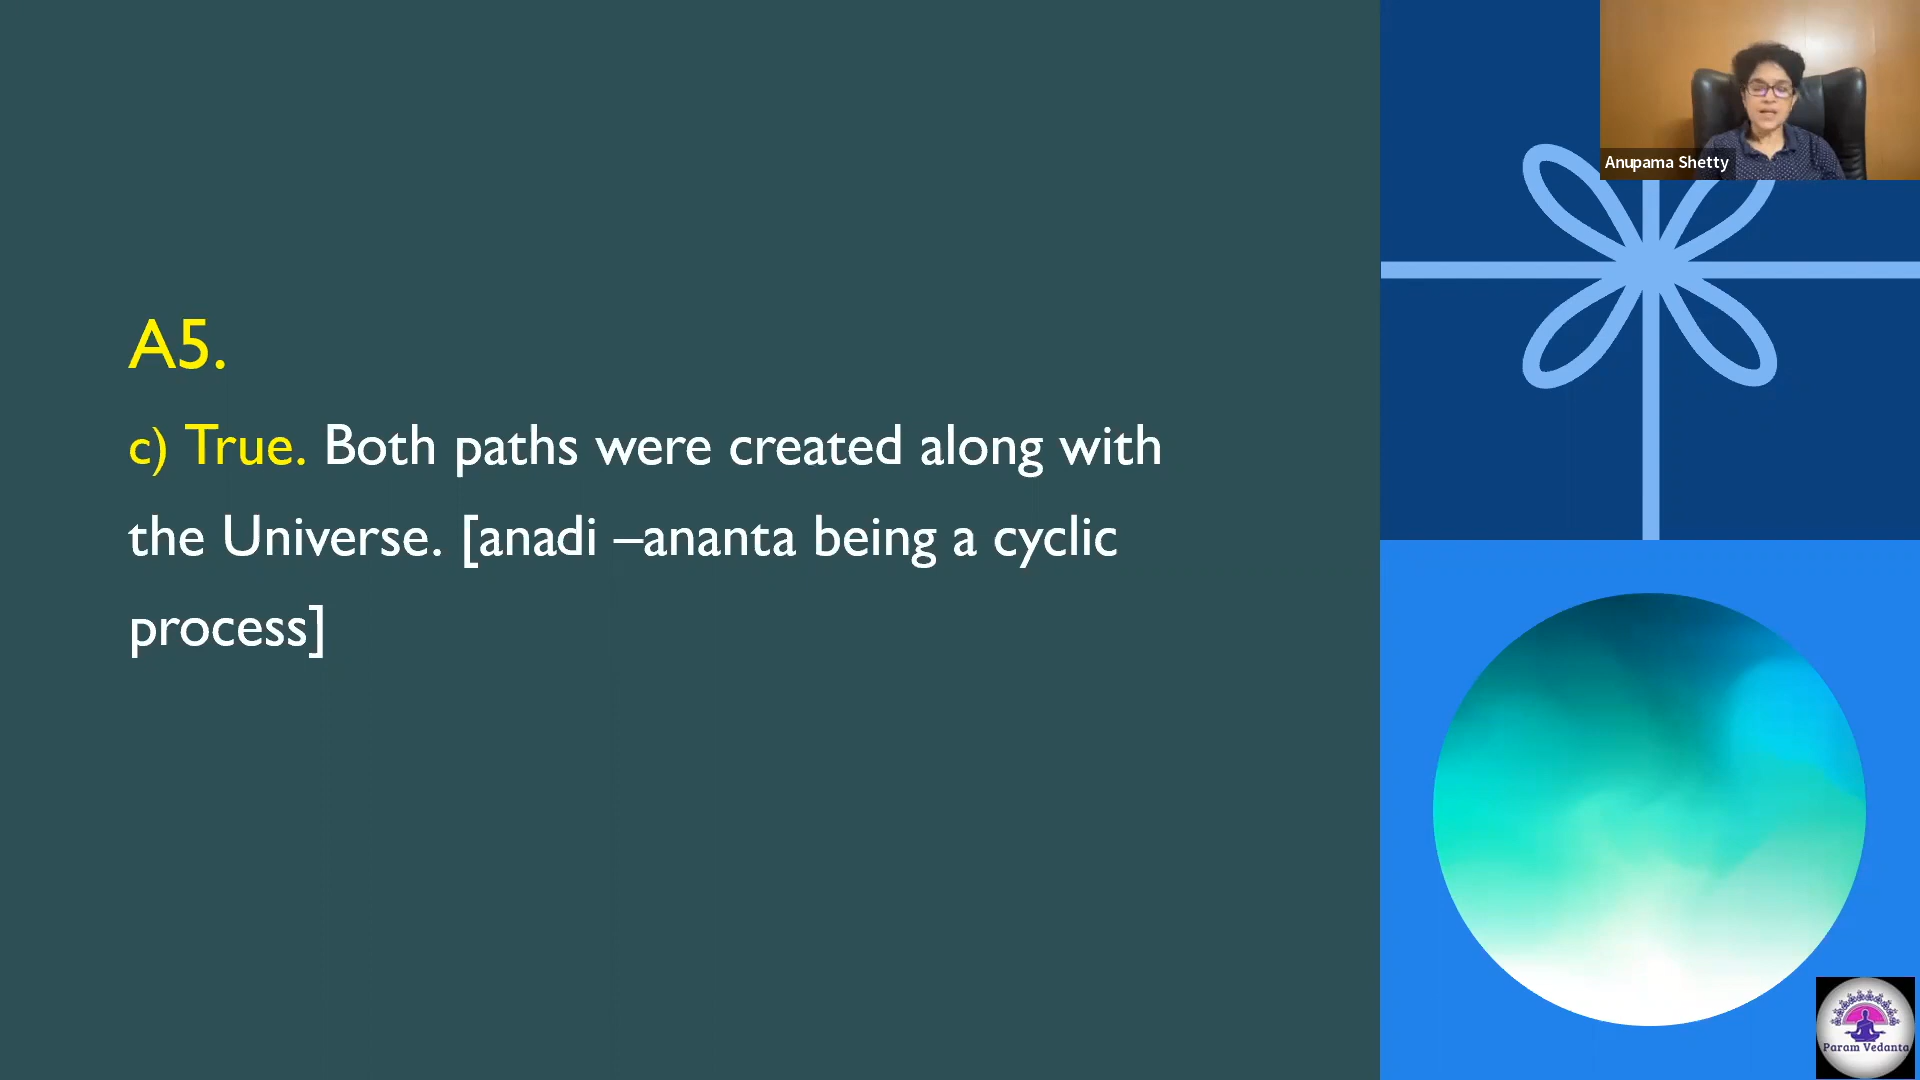 Anupama Shetty
A5.
c) True. Both paths were created along with
the Universe. [anadi –ananta being a cyclic
process]
Param Vedanta